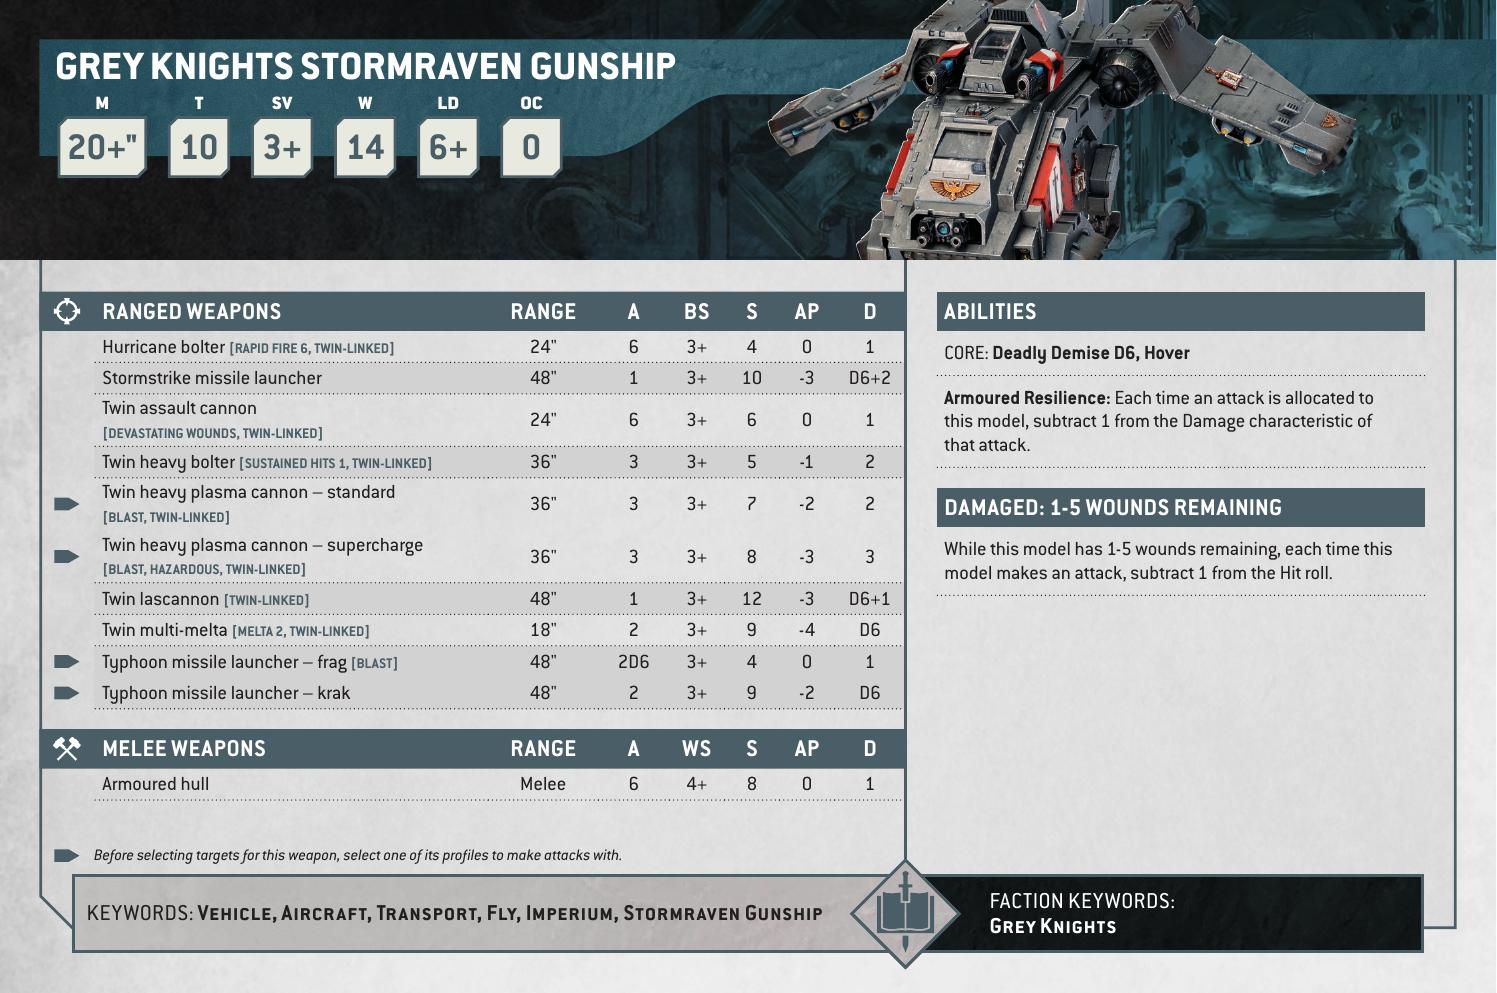 GREY KNIGHTS STORMRAVEN GUNSHIP
M T SV W LD OC
20+" 10 3+ 14 6+ 0
RANGED WEAPONS RANGE A BS S AP D
Hurricane bolter [RAPID FIRE 6, TWIN-LINKED] 24" 6 3+ 4 0 1
Stormstrike missile launcher 48" 1 3+ 10 -3 D6+2
Twin assault cannon
[DEVASTATING WOUNDS, TWIN-LINKED] 24" 6 3+ 6 0 1
Twin heavy bolter [SUSTAINED HITS 1, TWIN-LINKED] 36" 3 3+ 5 -1 2
Twin heavy plasma cannon – standard
[BLAST, TWIN-LINKED] 36" 3 3+ 7 -2 2
Twin heavy plasma cannon – supercharge
[BLAST, HAZARDOUS, TWIN-LINKED] 36" 3 3+ 8 -3 3
Twin lascannon [TWIN-LINKED] 48" 1 3+ 12 -3 D6+1
Twin multi-melta [MELTA 2, TWIN-LINKED] 18" 2 3+ 9 -4 D6
Typhoon missile launcher – frag [BLAST] 48" 2D6 3+ 4 0 1
Typhoon missile launcher – krak 48" 2 3+ 9 -2 D6
MELEE WEAPONS RANGE A WS S AP D
Armoured hull Melee 6 4+ 8 0 1
Before selecting targets for this weapon, select one of its profiles to make attacks with.
ABILITIES
CORE: Deadly Demise D6, Hover
Armoured Resilience: Each time an attack is allocated to
this model, subtract 1 from the Damage characteristic of
that attack.
DAMAGED: 1-5 WOUNDS REMAINING
While this model has 1-5 wounds remaining, each time this
model makes an attack, subtract 1 from the Hit roll.
KEYWORDS: VEHICLE, AIRCRAFT, TRANSPORT, FLY, IMPERIUM, STORMRAVEN GUNSHIP
FACTION KEYWORDS:
GREY KNIGHTS